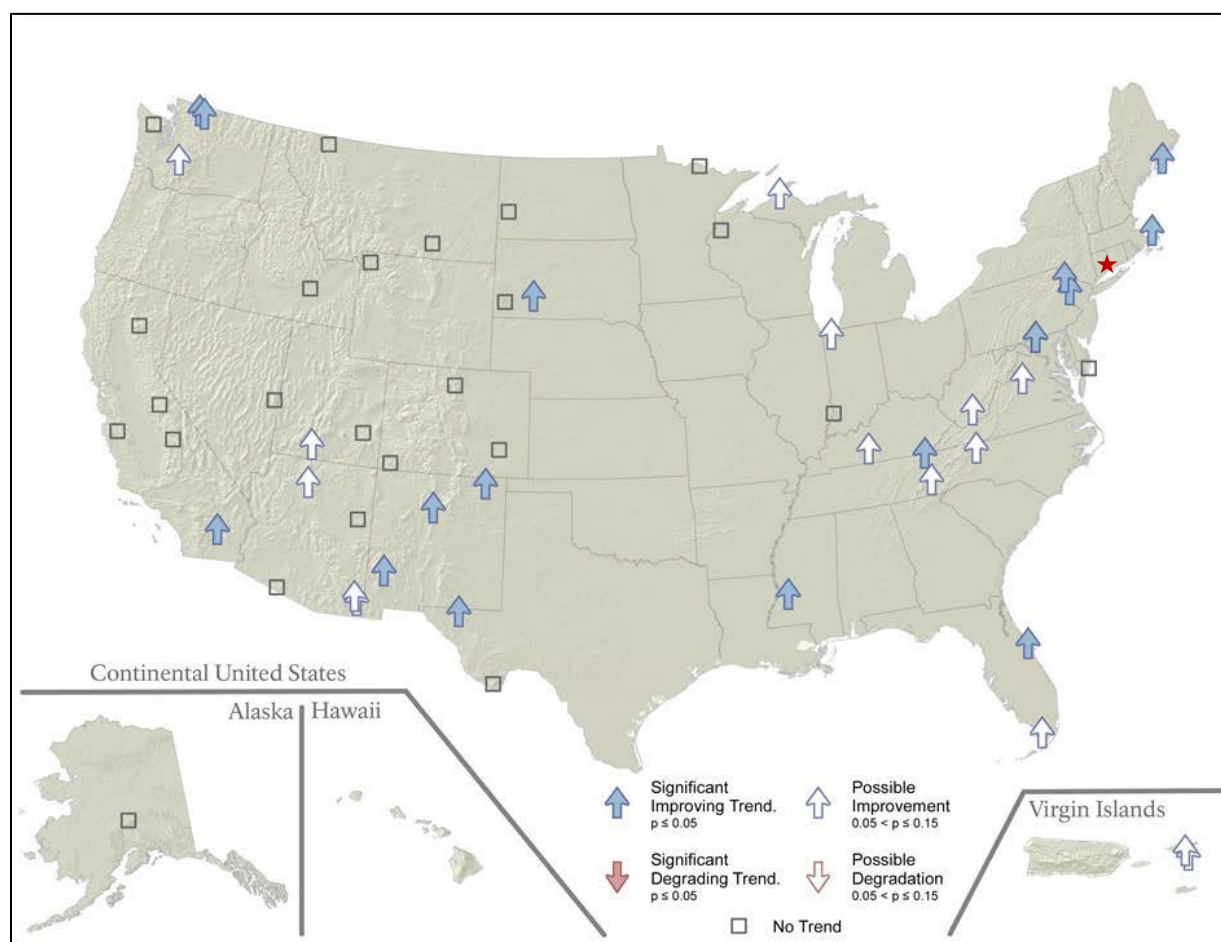 Continental United States
Alaska
Hawaii
Virgin Islands
Significant
Improving Trend.
p ≤ 0.05
Possible
Improvement
0.05 < p ≤ 0.15
Significant
Degrading Trend.
p ≤ 0.05
Possible
Degradation
0.05 < p ≤ 0.15
No Trend